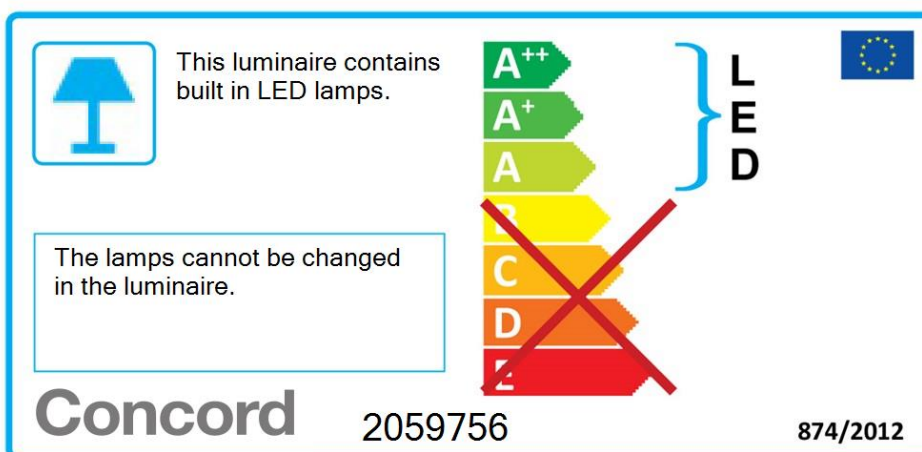 This luminaire contains
built in LED lamps.
A++
A+
A
B
C
D
E
L
E
D
The lamps cannot be changed
in the luminaire.
Concord
2059756
874/2012